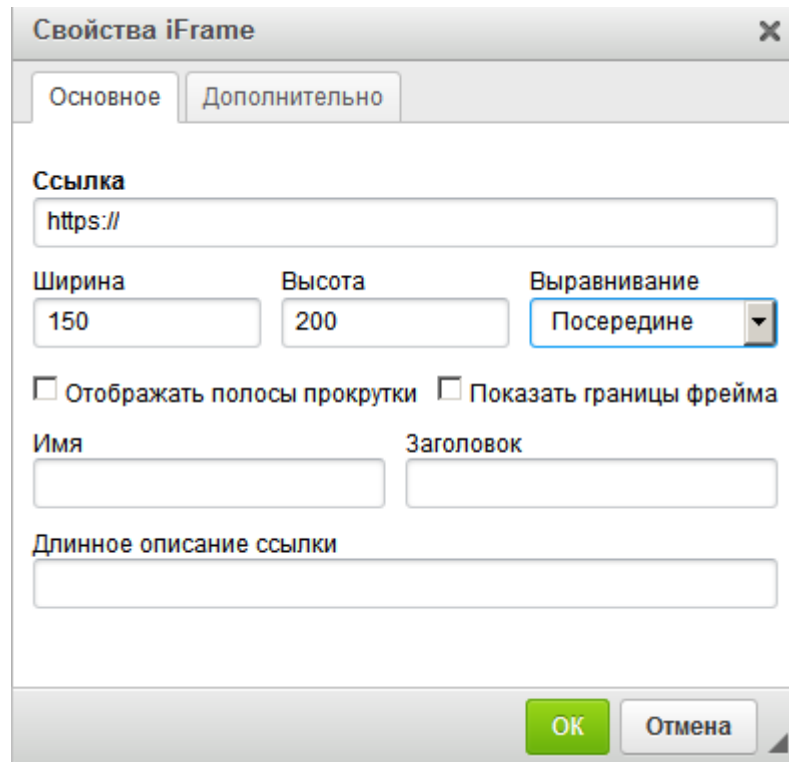 Свойства iFrame
Основное Дополнительно
Ссылка
https://
Ширина Высота Выравнивание
150 200 Посередине
Отображать полосы прокрутки Показать границы фрейма
Имя Заголовок
Длинное описание ссылки
ОК Отмена